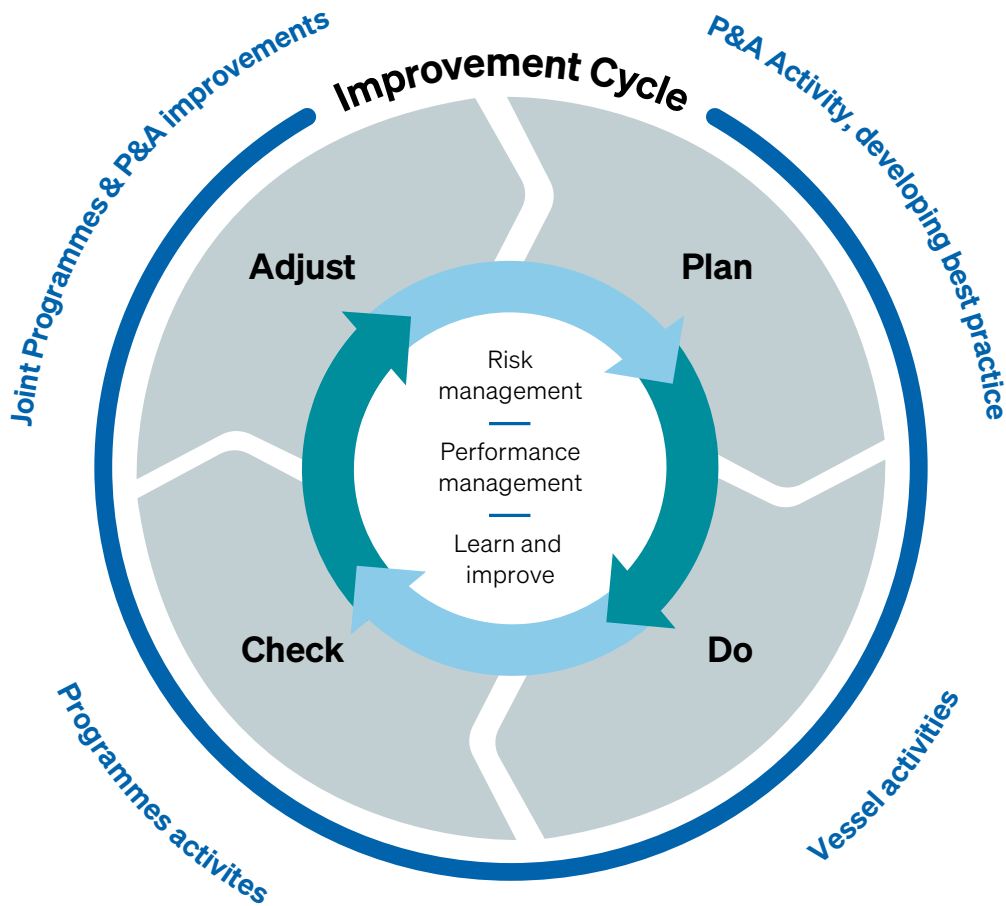 Improvement Cycle
Joint Programmes & P&A improvements
P&A Activity, developing best practice
Adjust
Plan
Risk
management
Performance
management
Learn and
improve
Check
Do
Programmes activites
Vessel activities